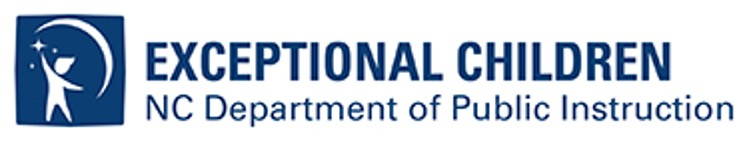 EXCEPTIONAL CHILDREN
NC Department of Public Instruction